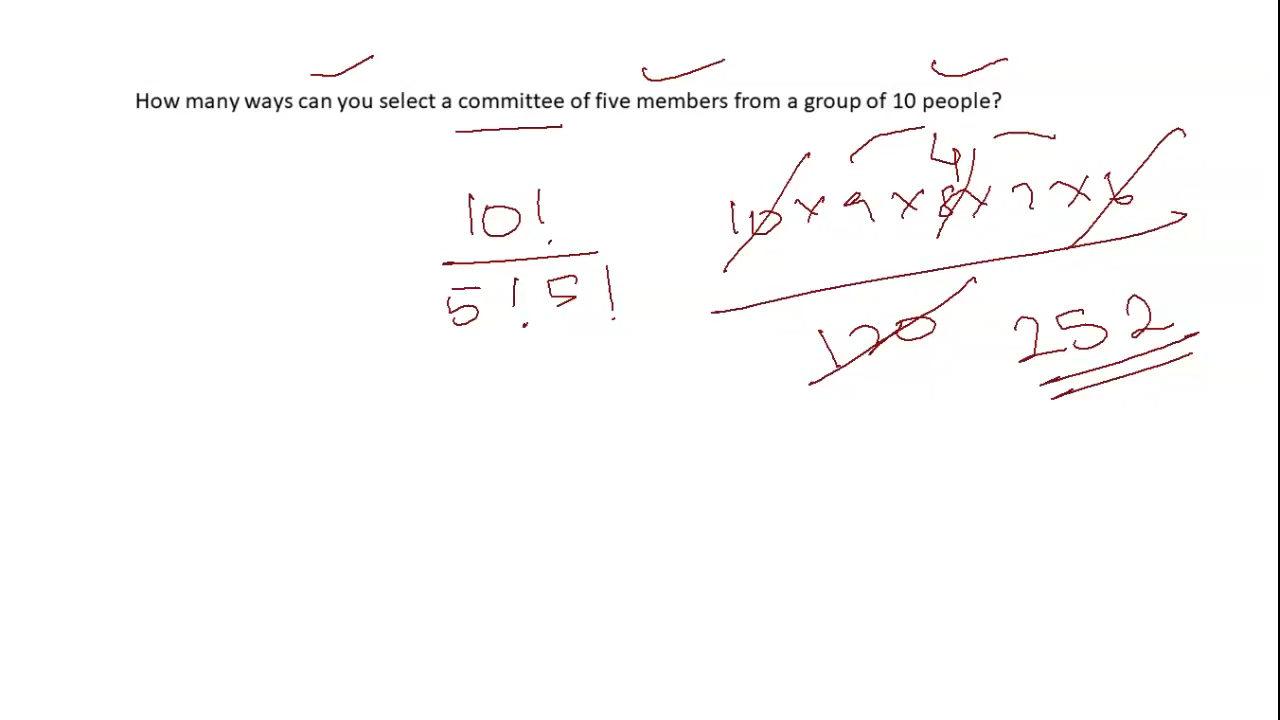 How many ways can you select a committee of five members from a group of 10 people?
10!
5! 5!
4
10 x 9 x 8 x 7 x 6
120
252